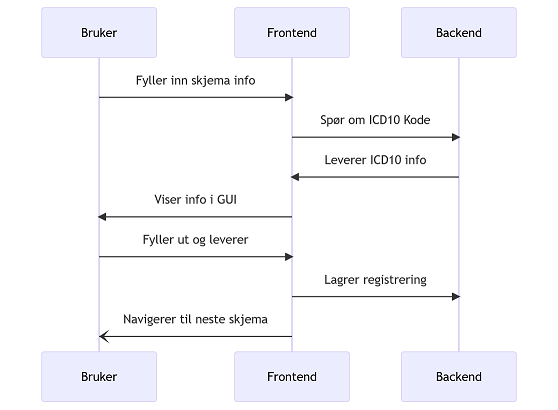 Bruker
Frontend
Backend
Fyller inn skjema info
Spør om ICD10 Kode
Leverer ICD10 info
Viser info i GUI
Fyller ut og leverer
Lagrer registrering
Navigerer til neste skjema
Bruker
Frontend
Backend